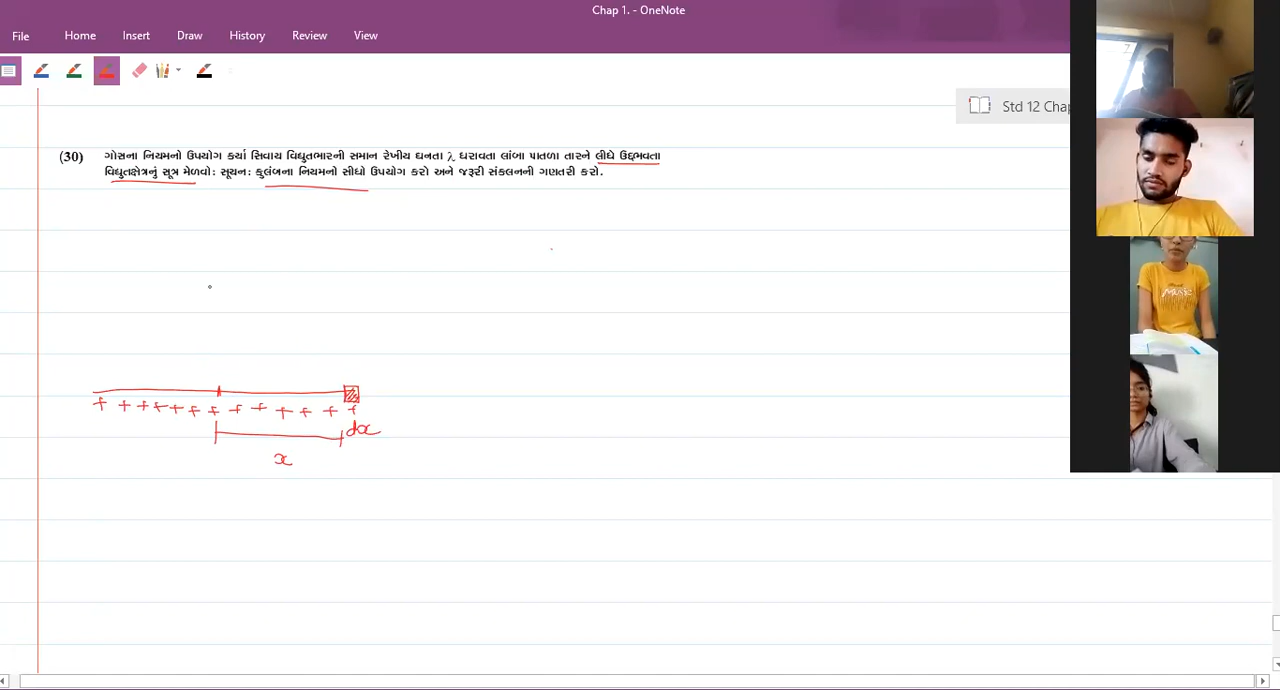 Chap 1. - OneNote
File Home Insert Draw History Review View
Std 12 Chap
(30) ગૉસના નિયમનો ઉપયોગ કર્યા સિવાય વિદ્યુતભારની સમાન રેખીય ઘનતા λ ધરાવતા લાંબા પાતળા તારને લીધે ઉદ્દભવતા
વિદ્યુતક્ષેત્રનું સૂત્ર મેળવો: સૂચન: કુલંબના નિયમનો સીધો ઉપયોગ કરો અને જરૂરી સંકલનની ગણતરી કરો.
+ + + + + + + + + + + + +
dx
x
MUSIC